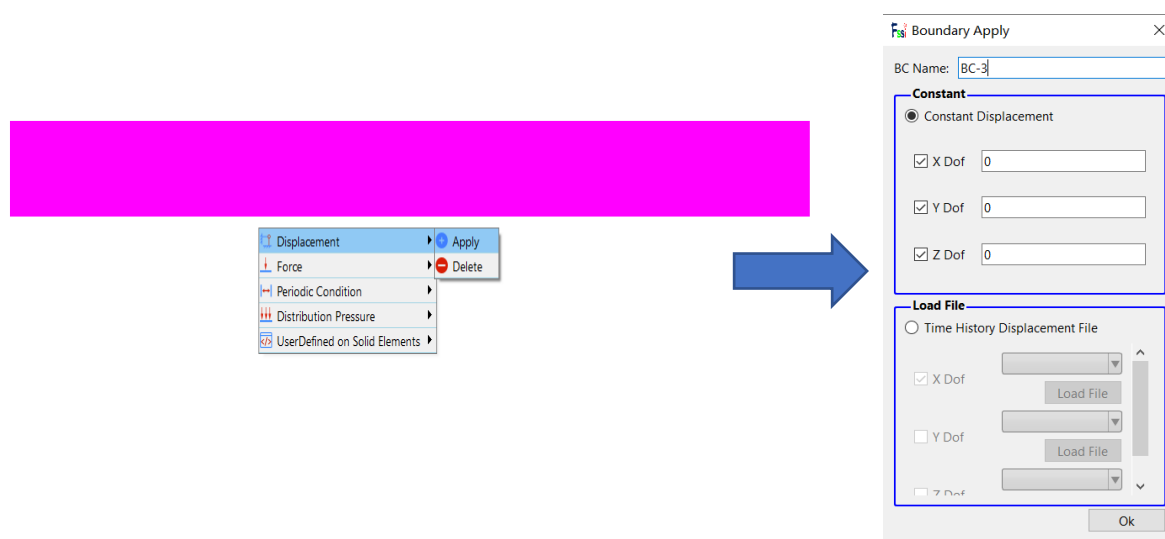 Displacement
Apply
Force
Delete
Periodic Condition
Distribution Pressure
UserDefined on Solid Elements
Fssi Boundary Apply
BC Name: BC-3
Constant
Constant Displacement
X Dof 0
Y Dof 0
Z Dof 0
Load File
Time History Displacement File
X Dof
Load File
Y Dof
Load File
Z Dof
Ok